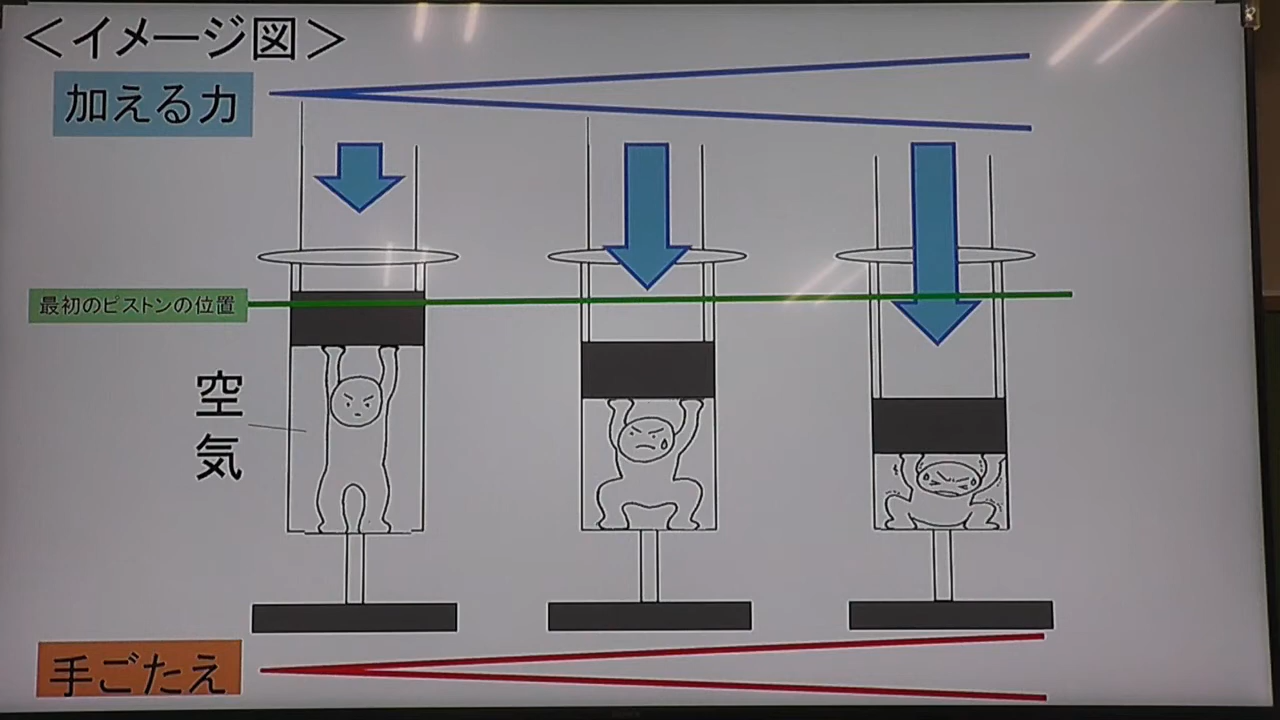 ＜イメージ図＞
加える力
最初のピストンの位置
空気
手ごたえ